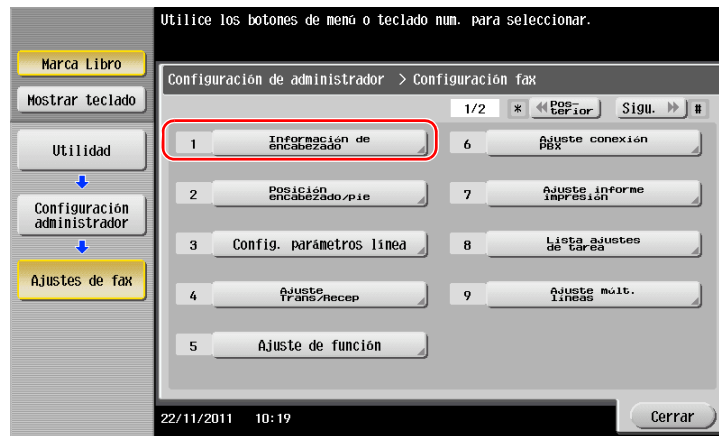 Utilice los botones de menú o teclado num. para seleccionar.
Marca Libro
Mostrar teclado
Utilidad
Configuración
administrador
Ajustes de fax
Configuración de administrador > Config uración fax
1/2 * Pos-
terior Sigu. #
1 Información de
encabezado
2 Posición
encabezado/pie
3 Config. parámetros línea
4 Ajuste
Trans/Recep
5 Ajuste de función
6 Ajuste conexión
PBX
7 Ajuste informe
impresión
8 Lista ajustes
de tarea
9 Ajuste múlt.
líneas
22/11/2011 10:19
Cerrar